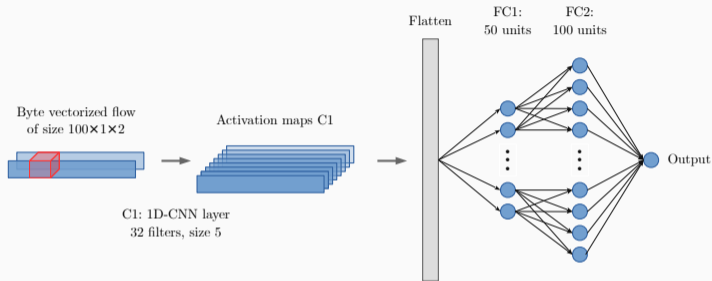 Byte vectorized flow
of size 100×1×2
Activation maps C1
C1: 1D-CNN layer
32 filters, size 5
Flatten
FC1:
50 units
FC2:
100 units
Output